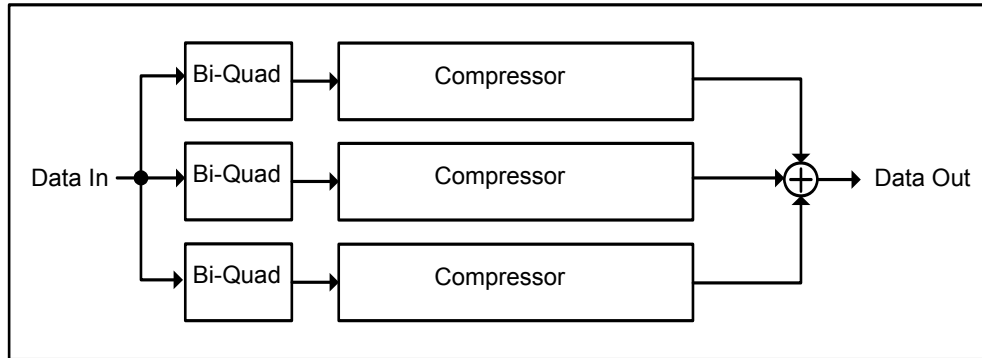 Bi-Quad
Compressor
Data In
Bi-Quad
Compressor
Data Out
Bi-Quad
Compressor